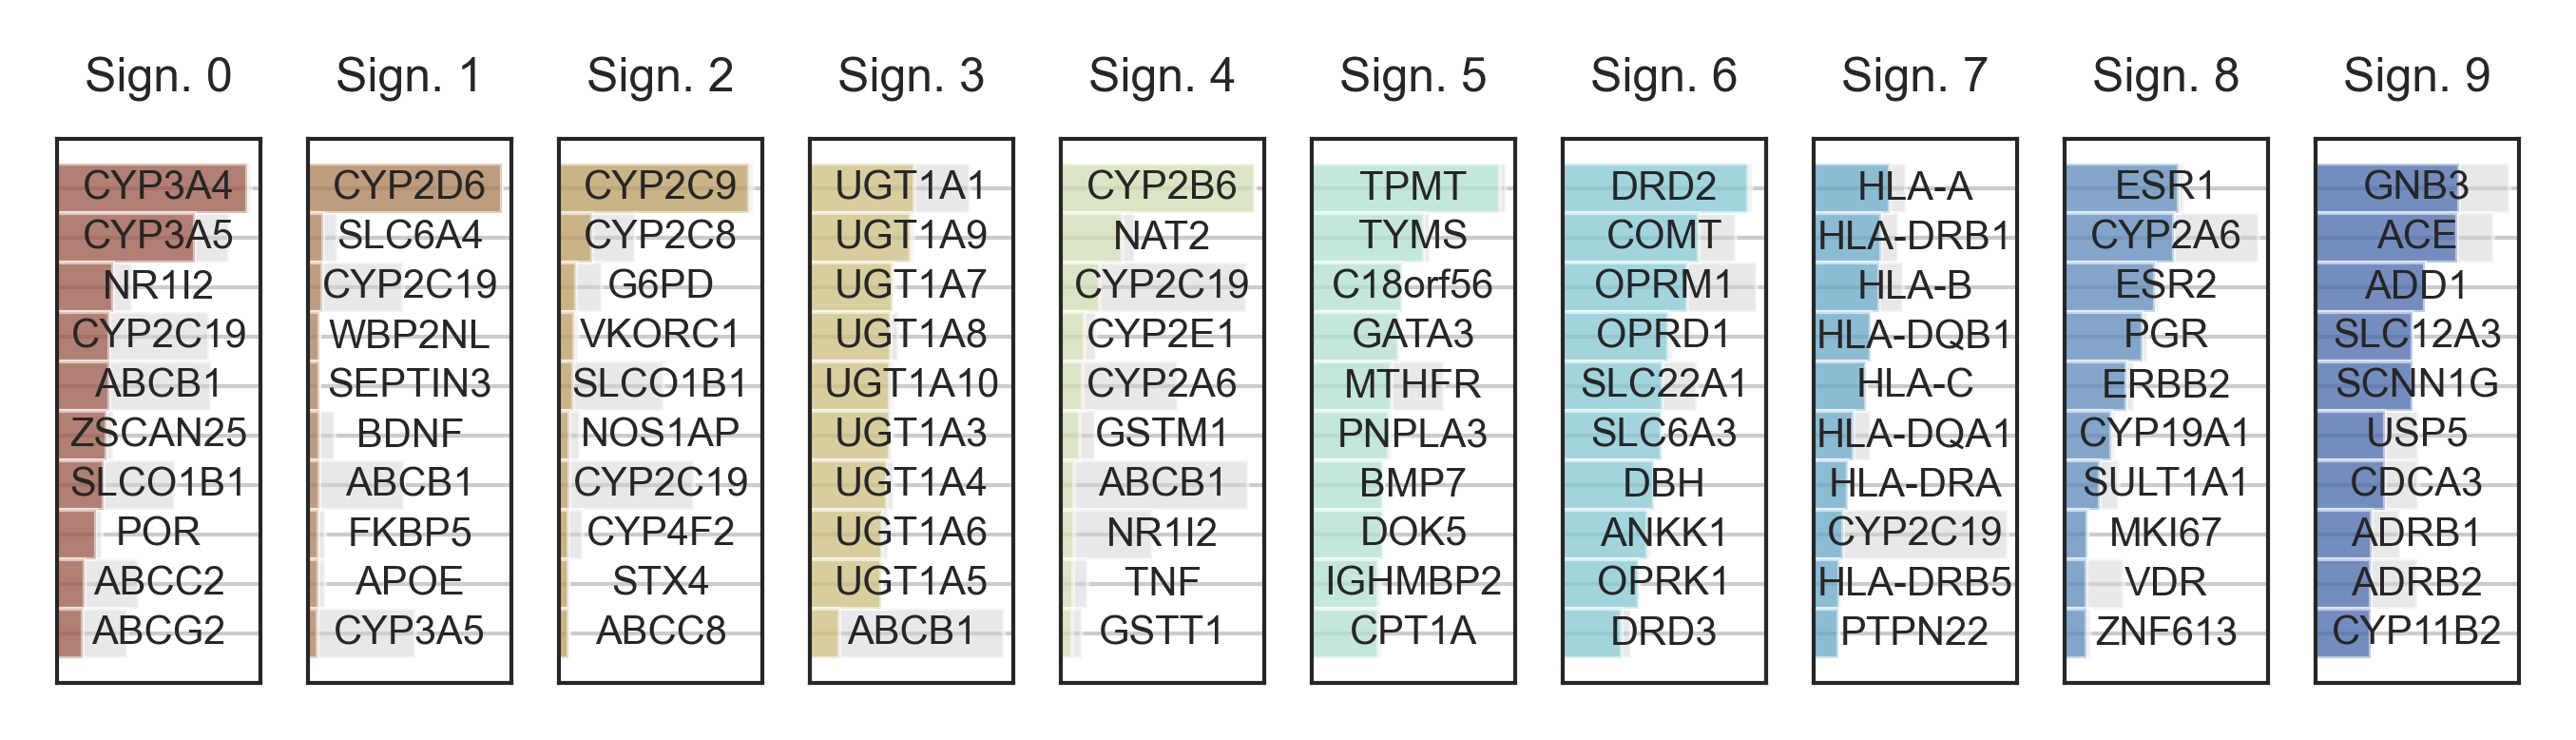 Sign. 0
CYP3A4
CYP3A5
NR1I2
CYP2C19
ABCB1
ZSCAN25
SLCO1B1
POR
ABCC2
ABCG2
Sign. 1
CYP2D6
SLC6A4
CYP2C19
WBP2NL
SEPTIN3
BDNF
ABCB1
FKBP5
APOE
CYP3A5
Sign. 2
CYP2C9
CYP2C8
G6PD
VKORC1
SLCO1B1
NOS1AP
CYP2C19
CYP4F2
STX4
ABCC8
Sign. 3
UGT1A1
UGT1A9
UGT1A7
UGT1A8
UGT1A10
UGT1A3
UGT1A4
UGT1A6
UGT1A5
ABCB1
Sign. 4
CYP2B6
NAT2
CYP2C19
CYP2E1
CYP2A6
GSTM1
ABCB1
NR1I2
TNF
GSTT1
Sign. 5
TPMT
TYMS
C18orf56
GATA3
MTHFR
PNPLA3
BMP7
DOK5
IGHMBP2
CPT1A
Sign. 6
DRD2
COMT
OPRM1
OPRD1
SLC22A1
SLC6A3
DBH
ANKK1
OPRK1
DRD3
Sign. 7
HLA-A
HLA-DRB1
HLA-B
HLA-DQB1
HLA-C
HLA-DQA1
HLA-DRA
CYP2C19
HLA-DRB5
PTPN22
Sign. 8
ESR1
CYP2A6
ESR2
PGR
ERBB2
CYP19A1
SULT1A1
MKI67
VDR
ZNF613
Sign. 9
GNB3
ACE
ADD1
SLC12A3
SCNN1G
USP5
CDCA3
ADRB1
ADRB2
CYP11B2